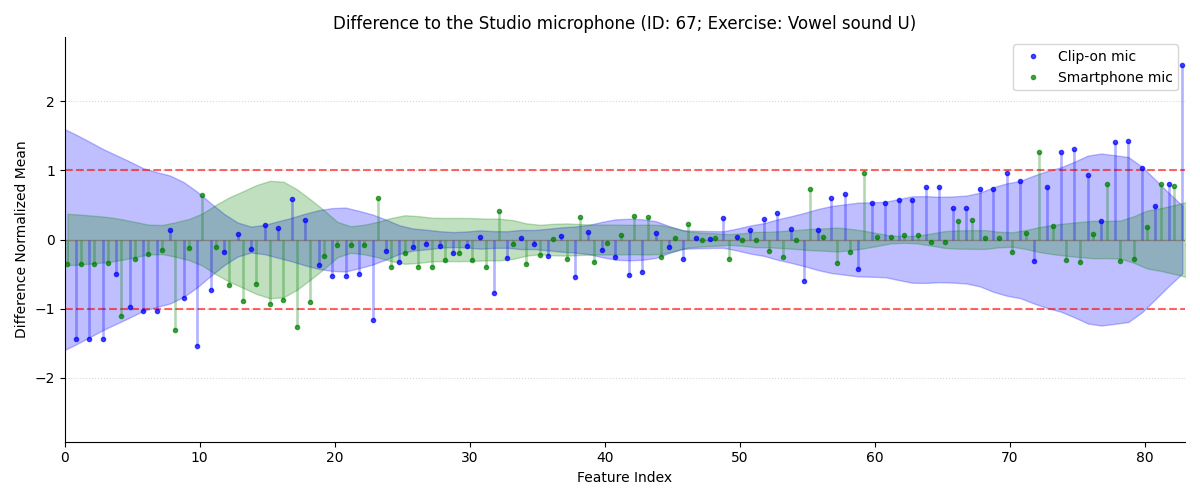 Difference to the Studio microphone (ID: 67; Exercise: Vowel sound U)
Clip-on mic
Smartphone mic
Difference Normalized Mean
2
1
0
−1
−2
0 10 20 30 40 50 60 70 80
Feature Index